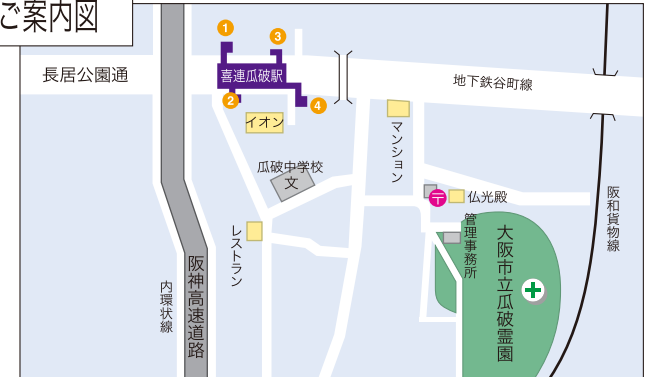 ご案内図
1
3
長居公園通
喜連瓜破駅
地下鉄谷町線
2
4
イオン
マンション
瓜破中学校
文
〒
仏光殿
阪和貨物線
レストラン
管理事務所
大阪市立瓜破霊園
内環状線
阪神高速道路